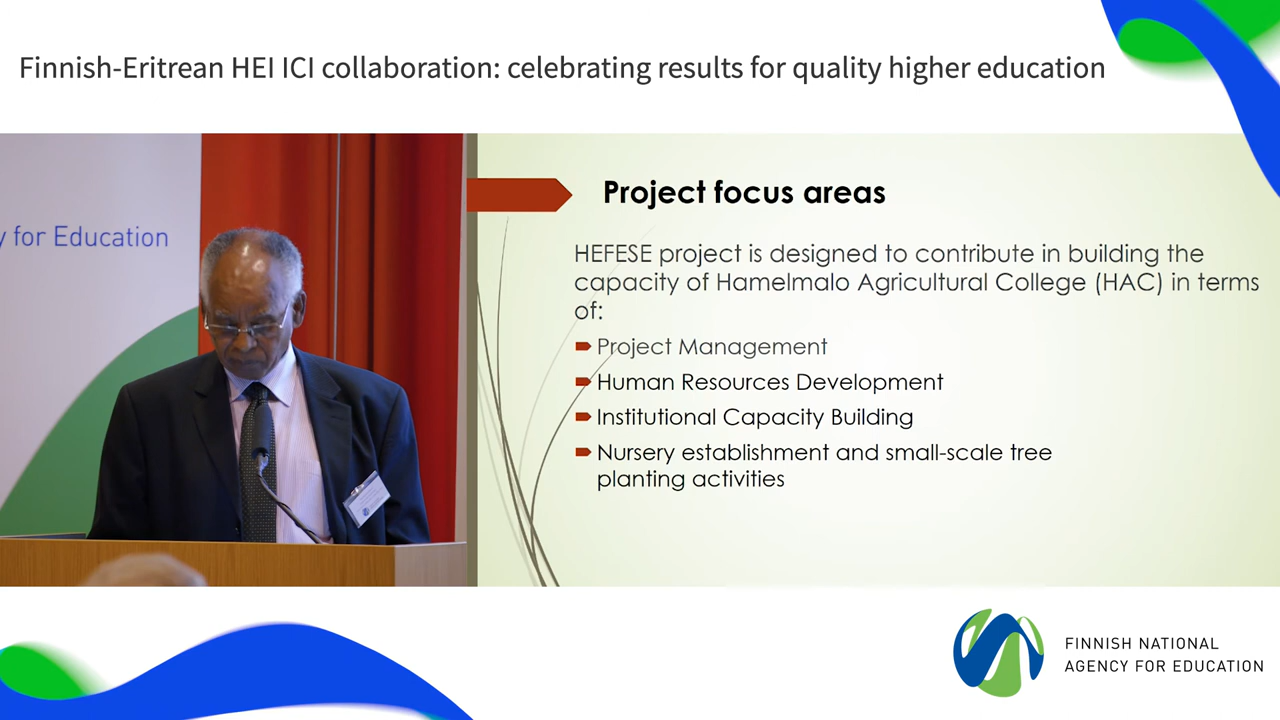 Finnish-Eritrean HEI ICI collaboration: celebrating results for quality higher education
y for Education
Project focus areas
HEFESE project is designed to contribute in building the
capacity of Hamelmalo Agricultural College (HAC) in terms
of:
Project Management
Human Resources Development
Institutional Capacity Building
Nursery establishment and small-scale tree
planting activities
FINNISH NATIONAL
AGENCY FOR EDUCATION